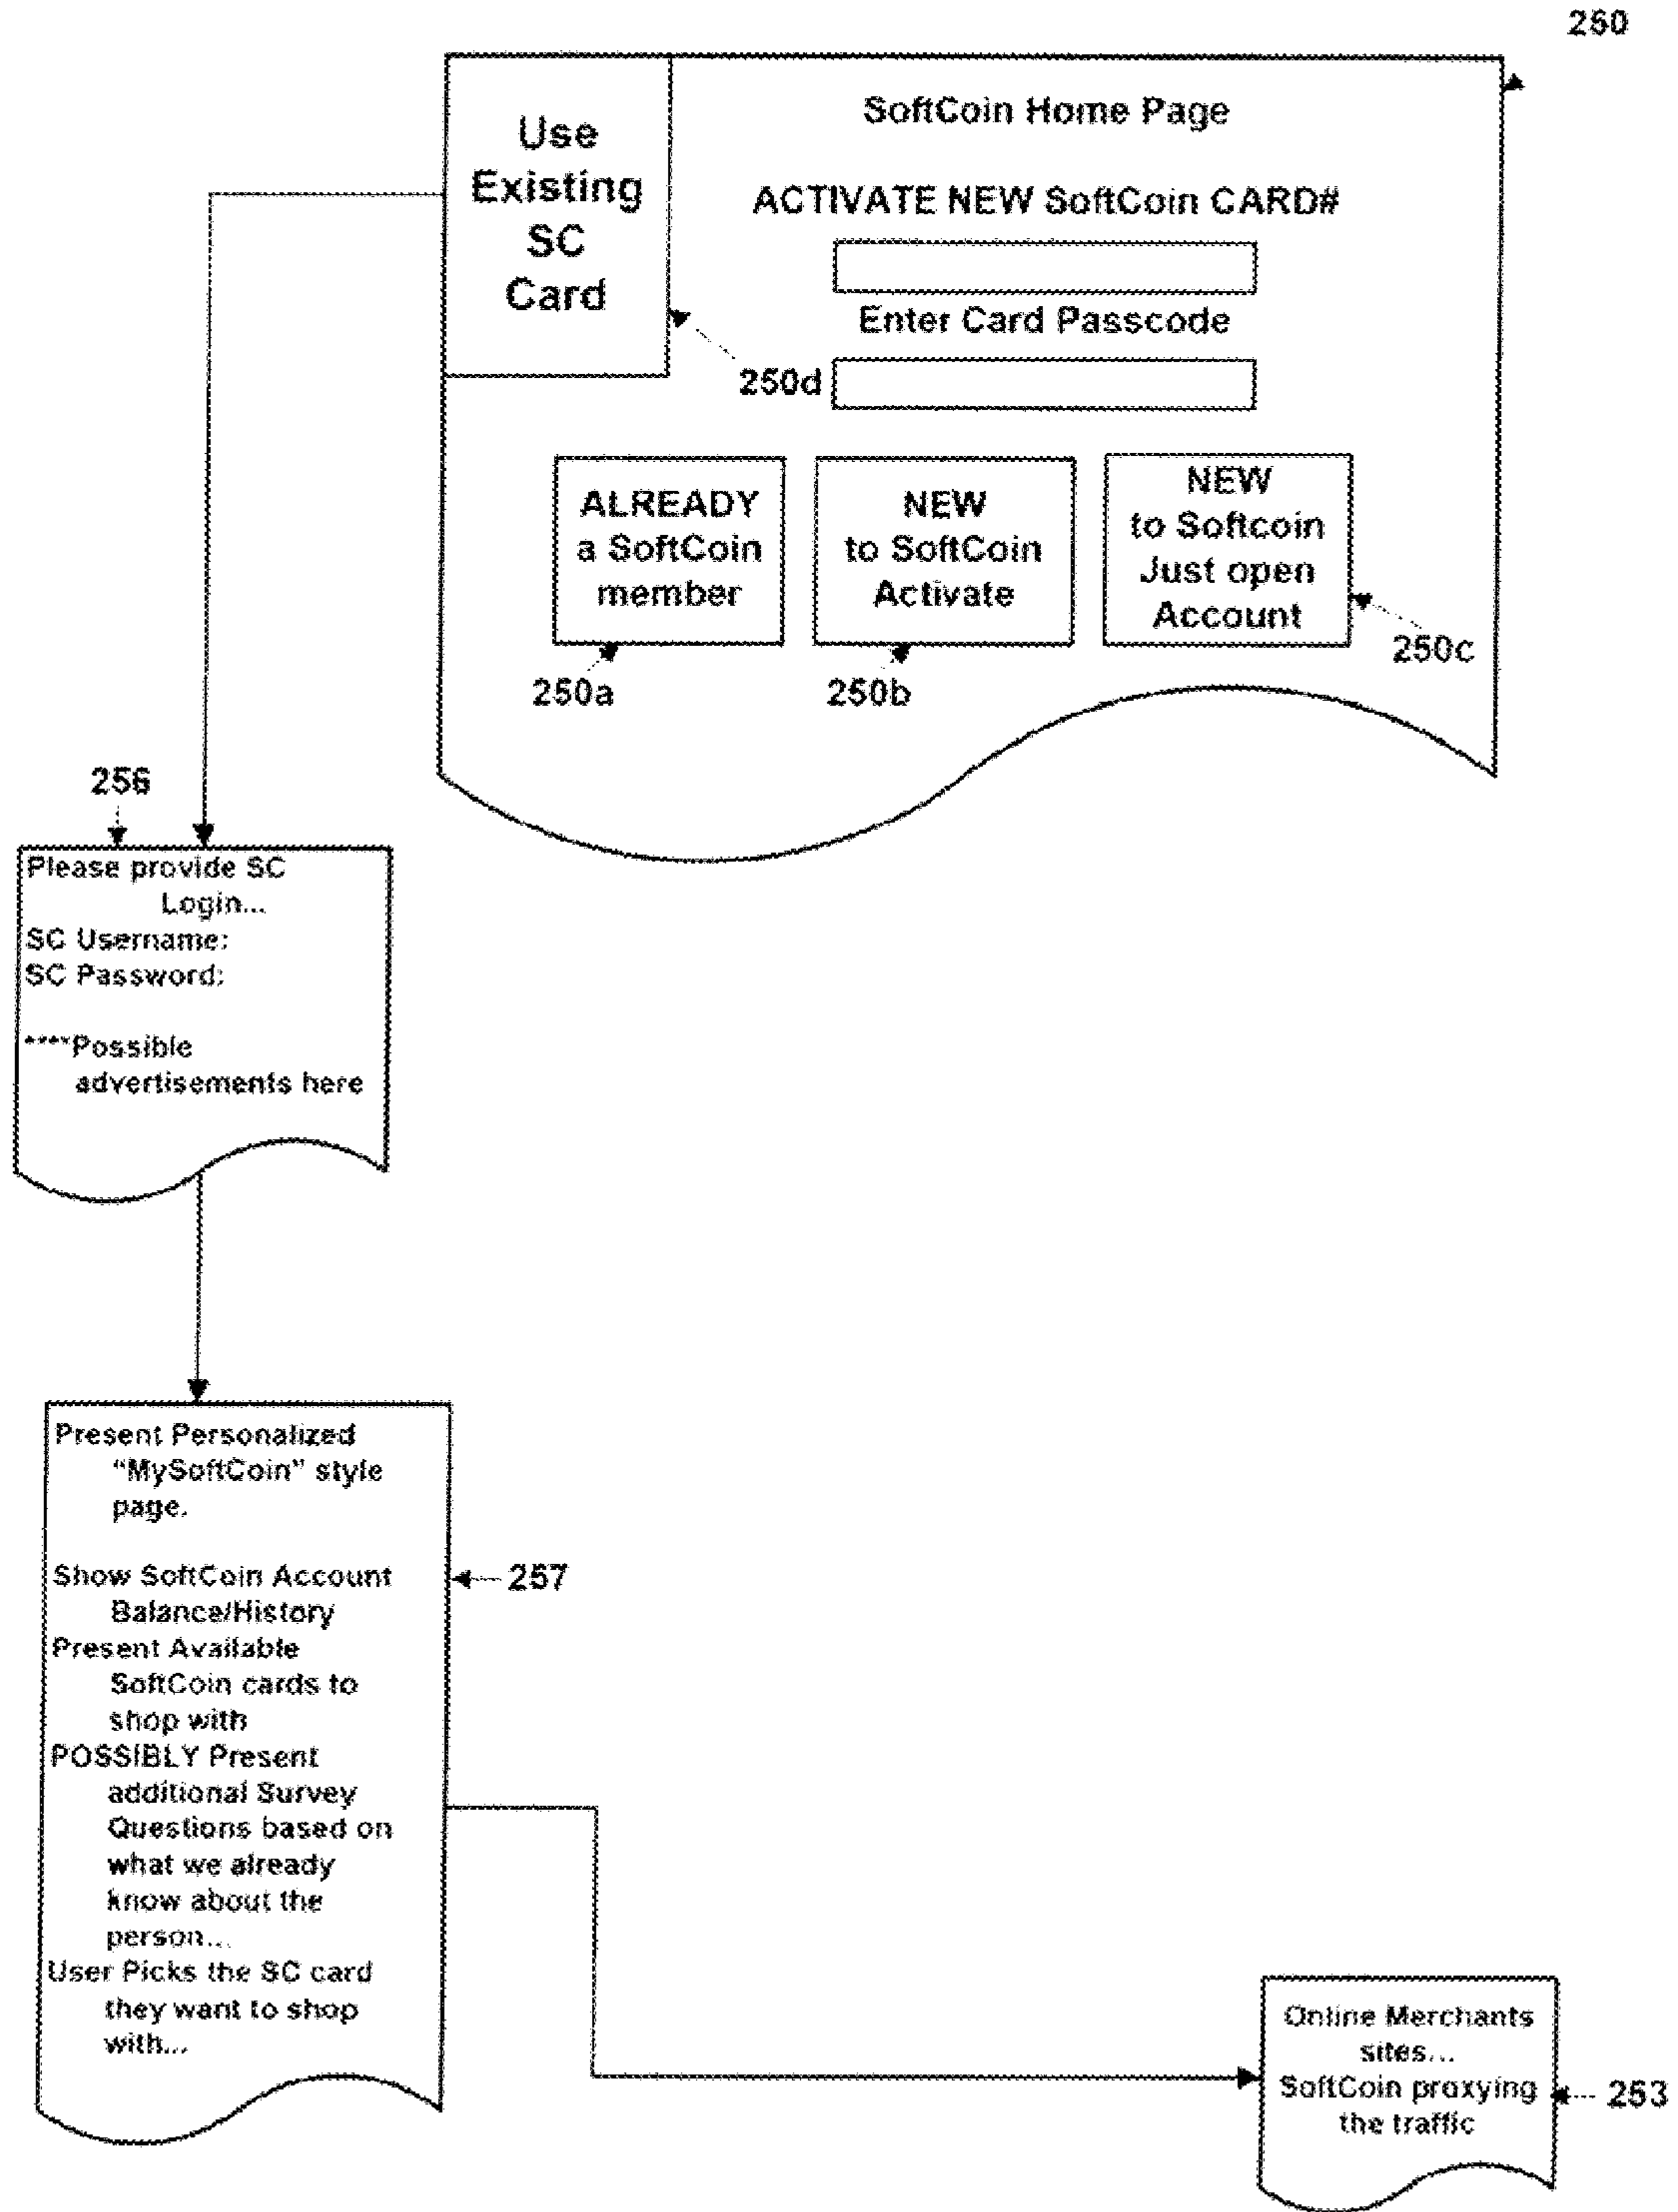 250
Use
Existing
SC
Card
SoftCoin Home Page
ACTIVATE NEW SoftCoin CARD#
Enter Card Passcode
250d
ALREADY
a SoftCoin
member
NEW
to SoftCoin
Activate
NEW
to Softcoin
Just open
Account
250a
250b
250c
256
Please provide SC
Login...
SC Username:
SC Password:
****Possible
advertisements here
Present Personalized
“MySoftCoin” style
page.
Show SoftCoin Account
Balance/History
Present Available
SoftCoin cards to
shop with
POSSIBLY Present
additional Survey
Questions based on
what we already
know about the
person...
User Picks the SC card
they want to shop
with...
257
Online Merchants
sites...
SoftCoin proxying
the traffic
253